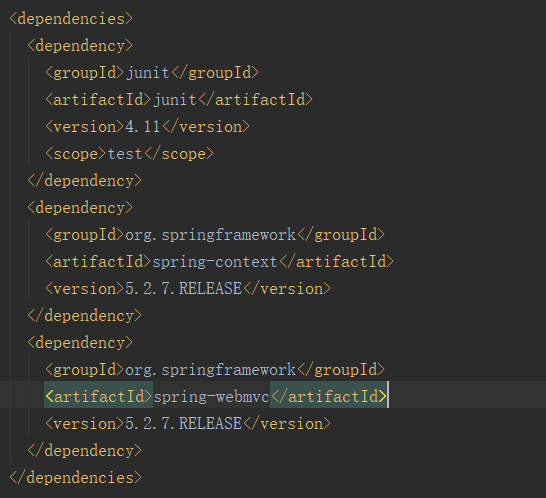 <dependencies>
<dependency>
<groupId>junit</groupId>
<artifactId>junit</artifactId>
<version>4.11</version>
<scope>test</scope>
</dependency>
<dependency>
<groupId>org.springframework</groupId>
<artifactId>spring-context</artifactId>
<version>5.2.7.RELEASE</version>
</dependency>
<dependency>
<groupId>org.springframework</groupId>
<artifactId>spring-webmvc</artifactId>
<version>5.2.7.RELEASE</version>
</dependency>
</dependencies>